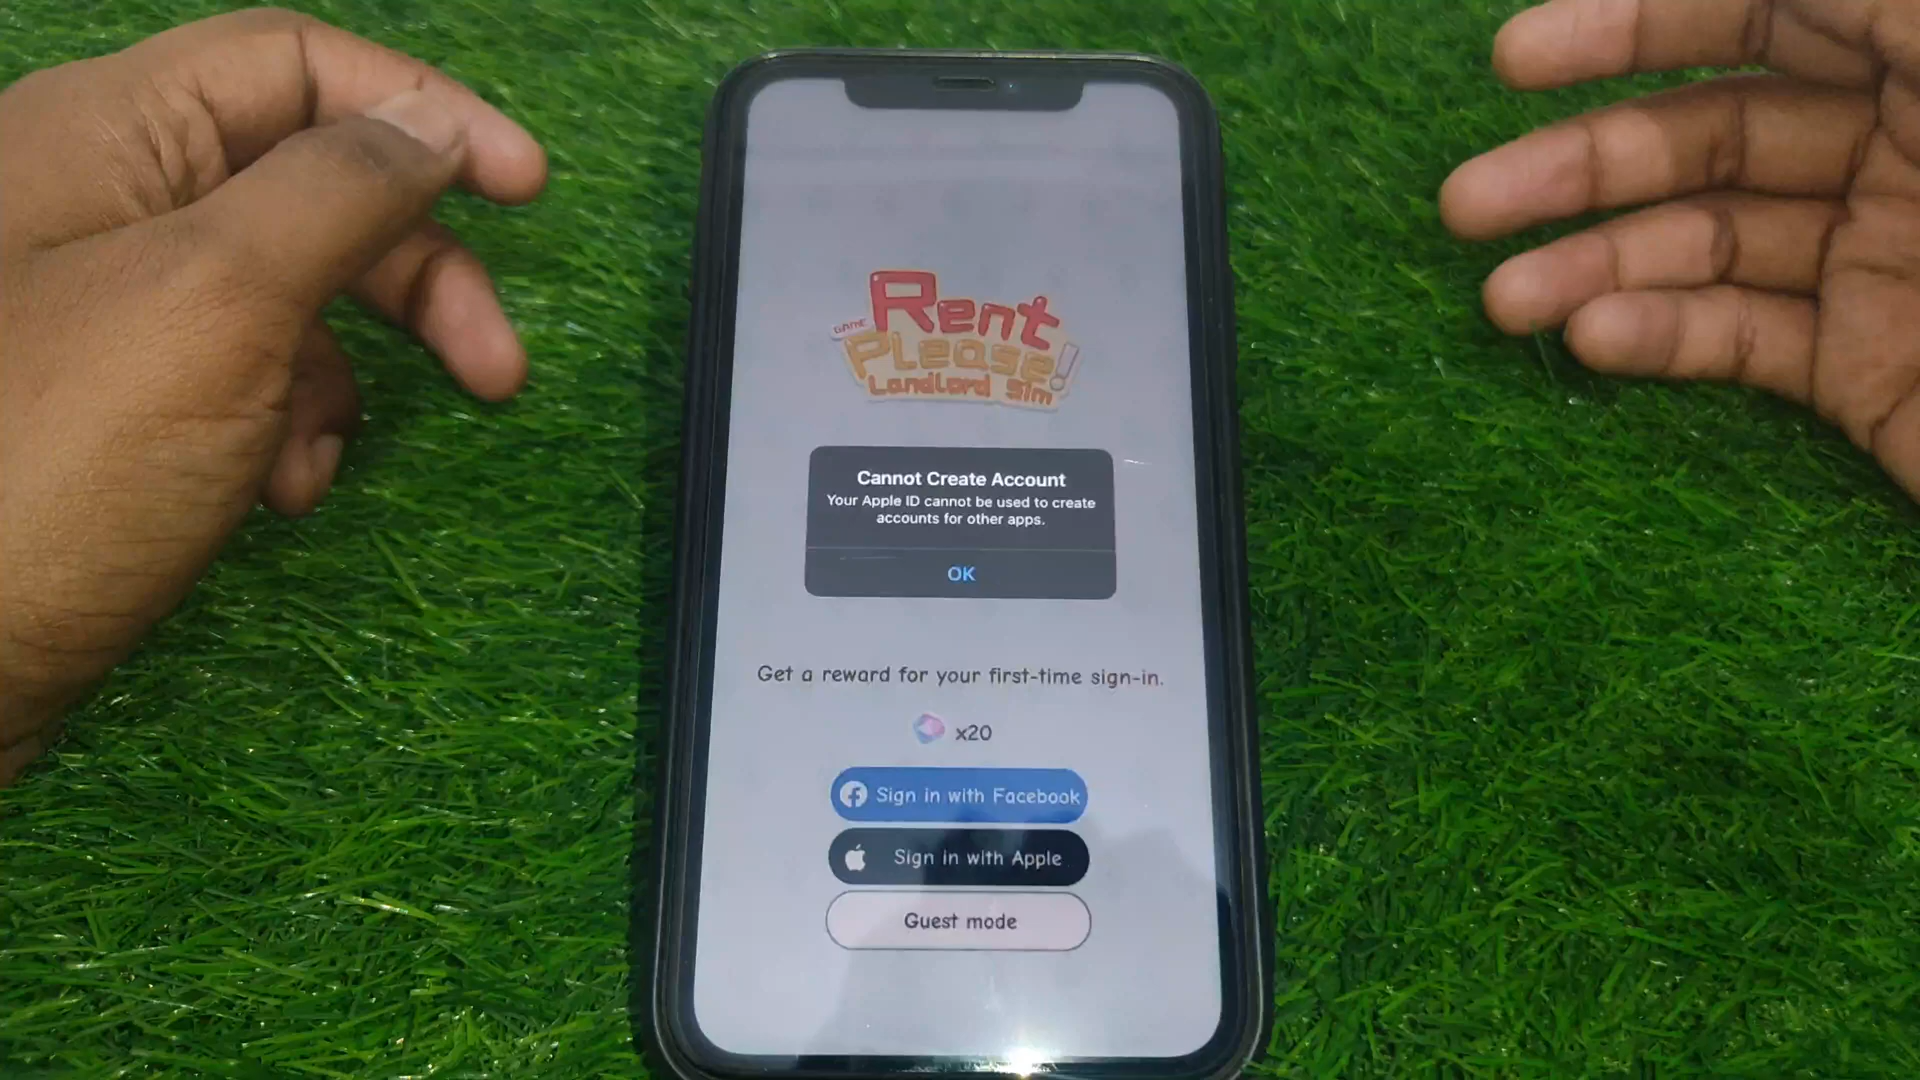 Rent
GAME
Please!
Landlord Sim
Cannot Create Account
Your Apple ID cannot be used to create
accounts for other apps.
OK
Get a reward for your first-time sign-in.
x20
Sign in with Facebook
Sign in with Apple
Guest mode